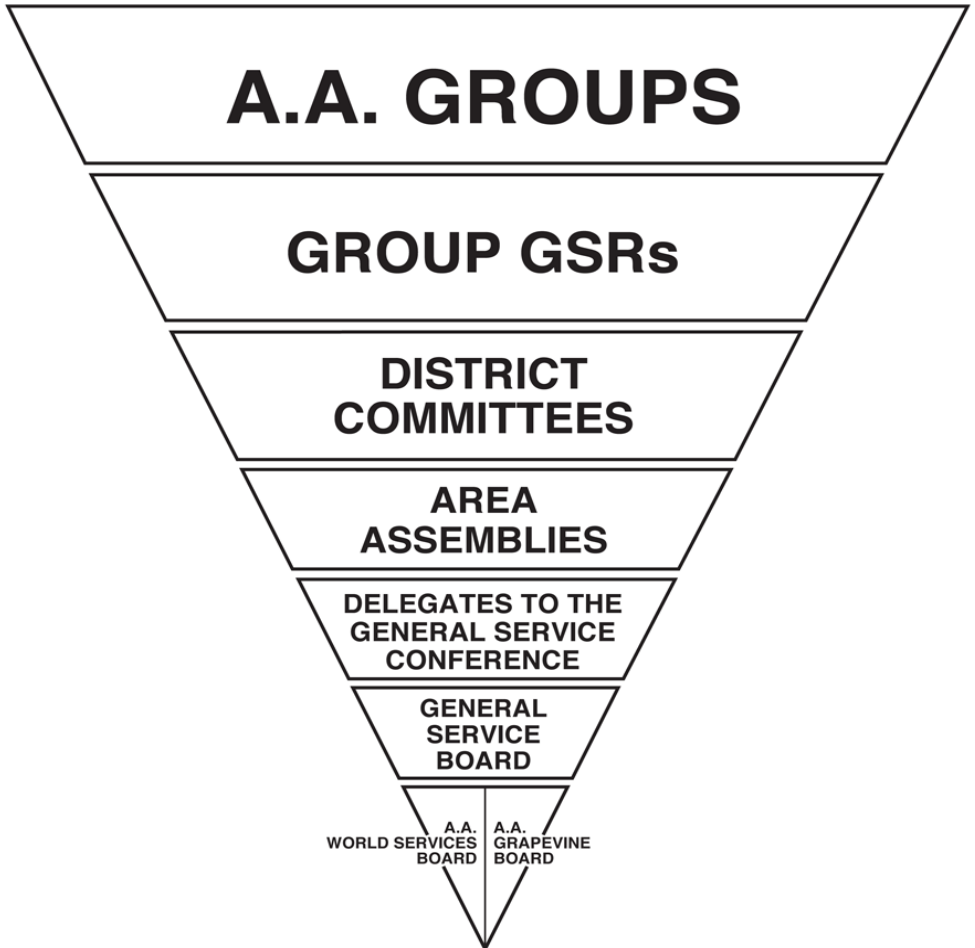 A.A. GROUPS
GROUP GSRs
DISTRICT
COMMITTEES
AREA
ASSEMBLIES
DELEGATES TO THE
GENERAL SERVICE
CONFERENCE
GENERAL
SERVICE
BOARD
A.A.
WORLD SERVICES
BOARD
A.A.
GRAPEVINE
BOARD